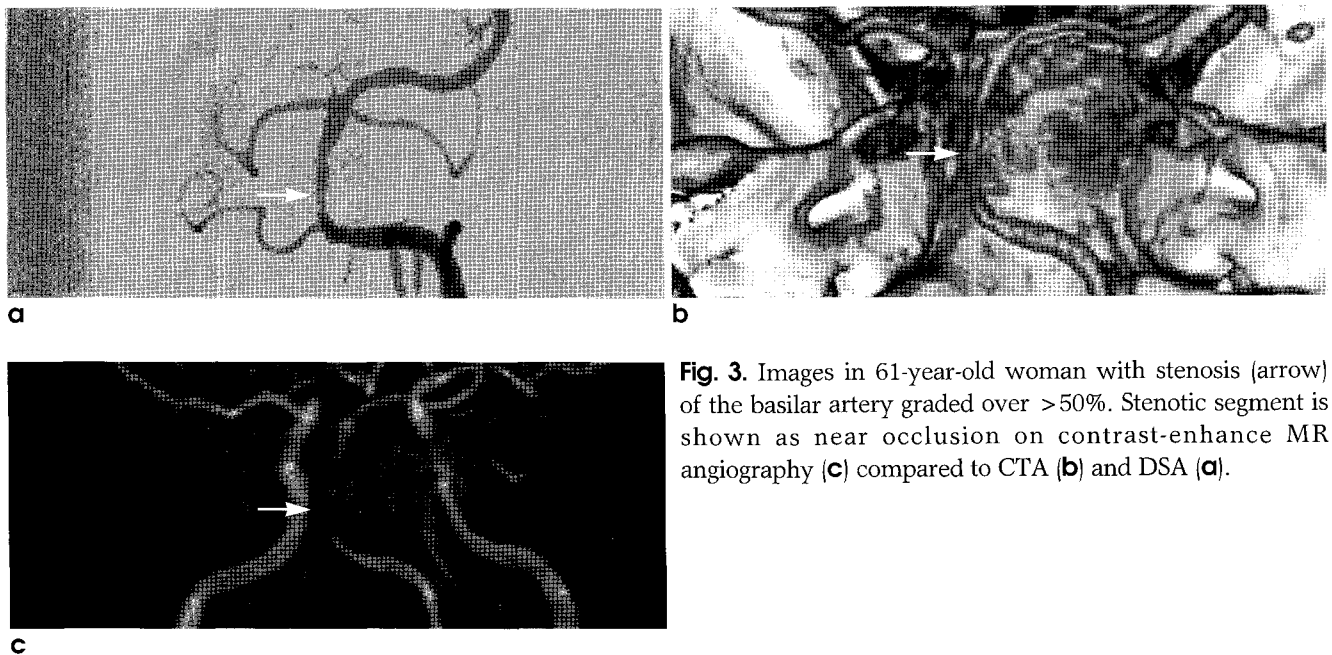 a
b
Fig. 3. Images in 61-year-old woman with stenosis (arrow)
of the basilar artery graded over >50%. Stenotic segment is
shown as near occlusion on contrast-enhance MR
angiography (c) compared to CTA (b) and DSA (a).
c